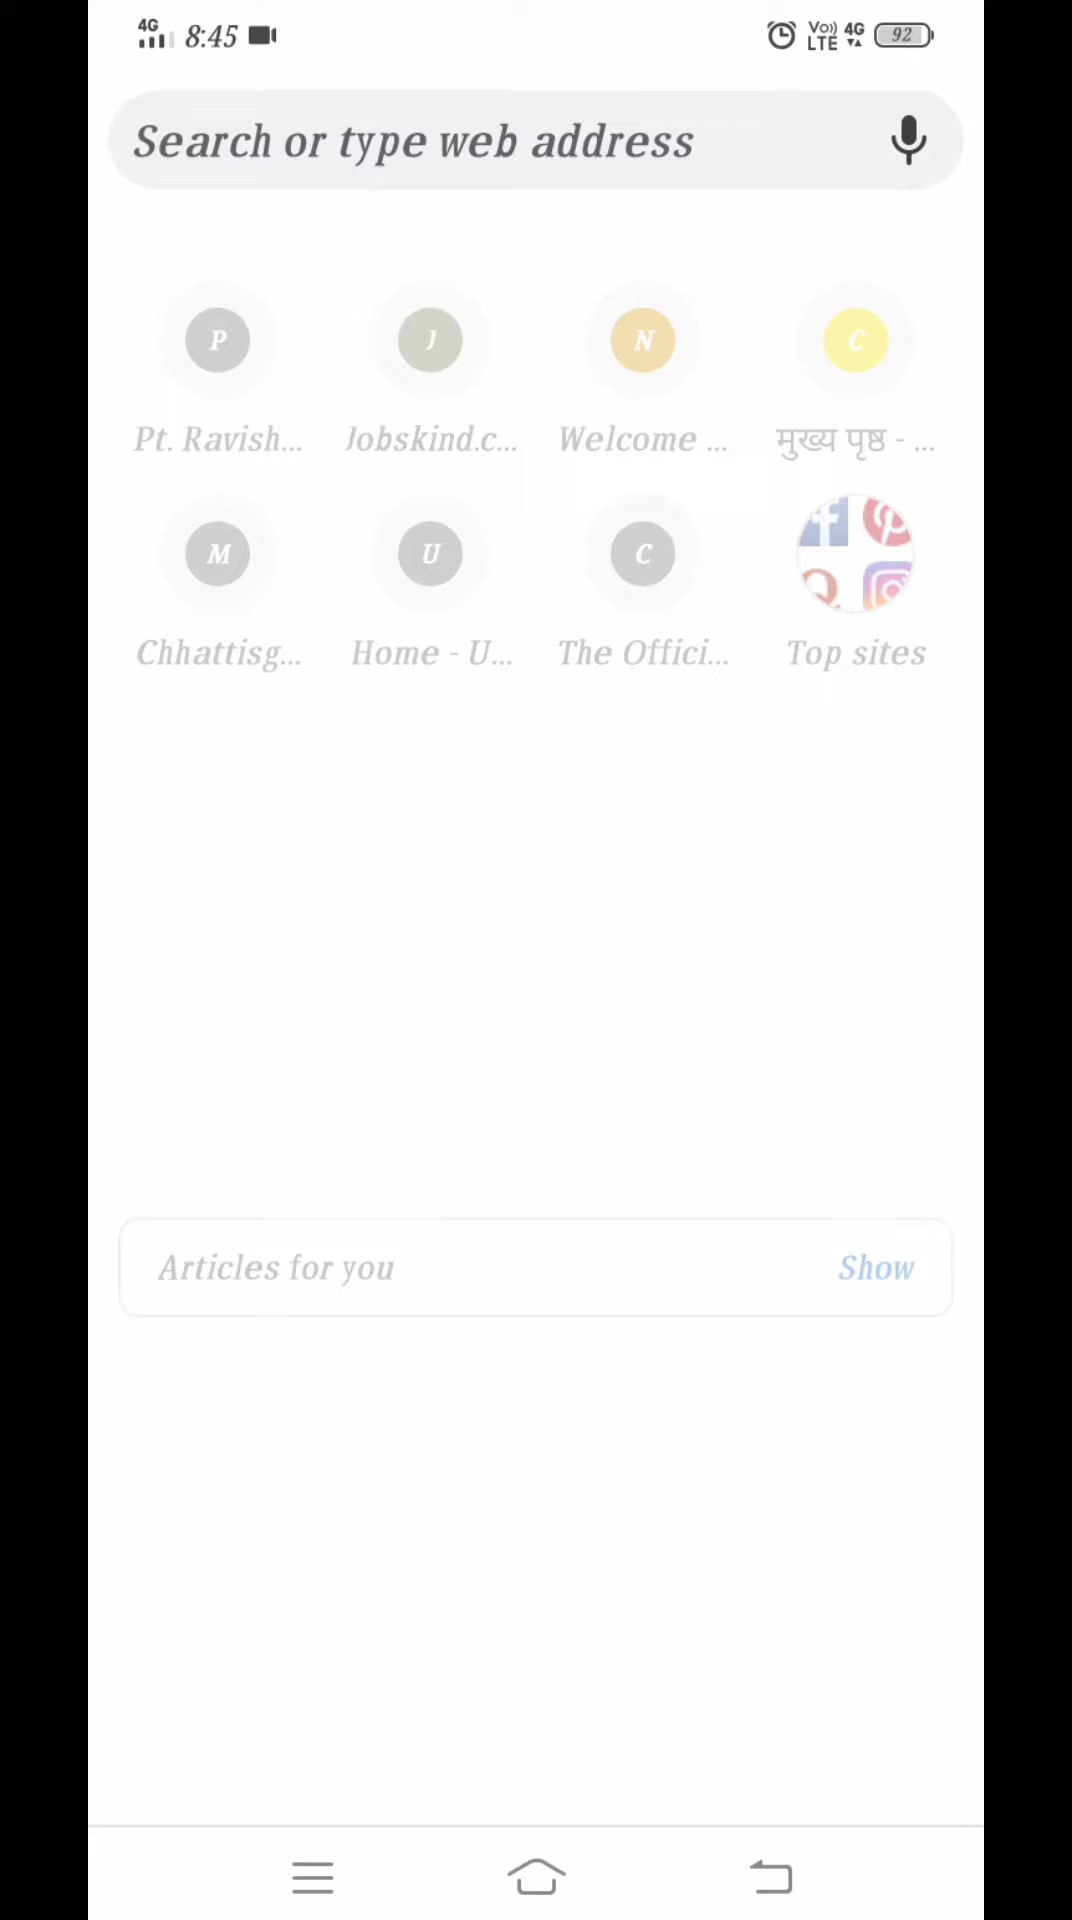 4G 8:45 Vo)) LTE 4G 92
Search or type web address
P J N C
Pt. Ravish... Jobskind.c... Welcome ... मुख्य पृष्ठ - ...
M U C
Chhattisg... Home - U... The Offici... Top sites
Articles for you Show